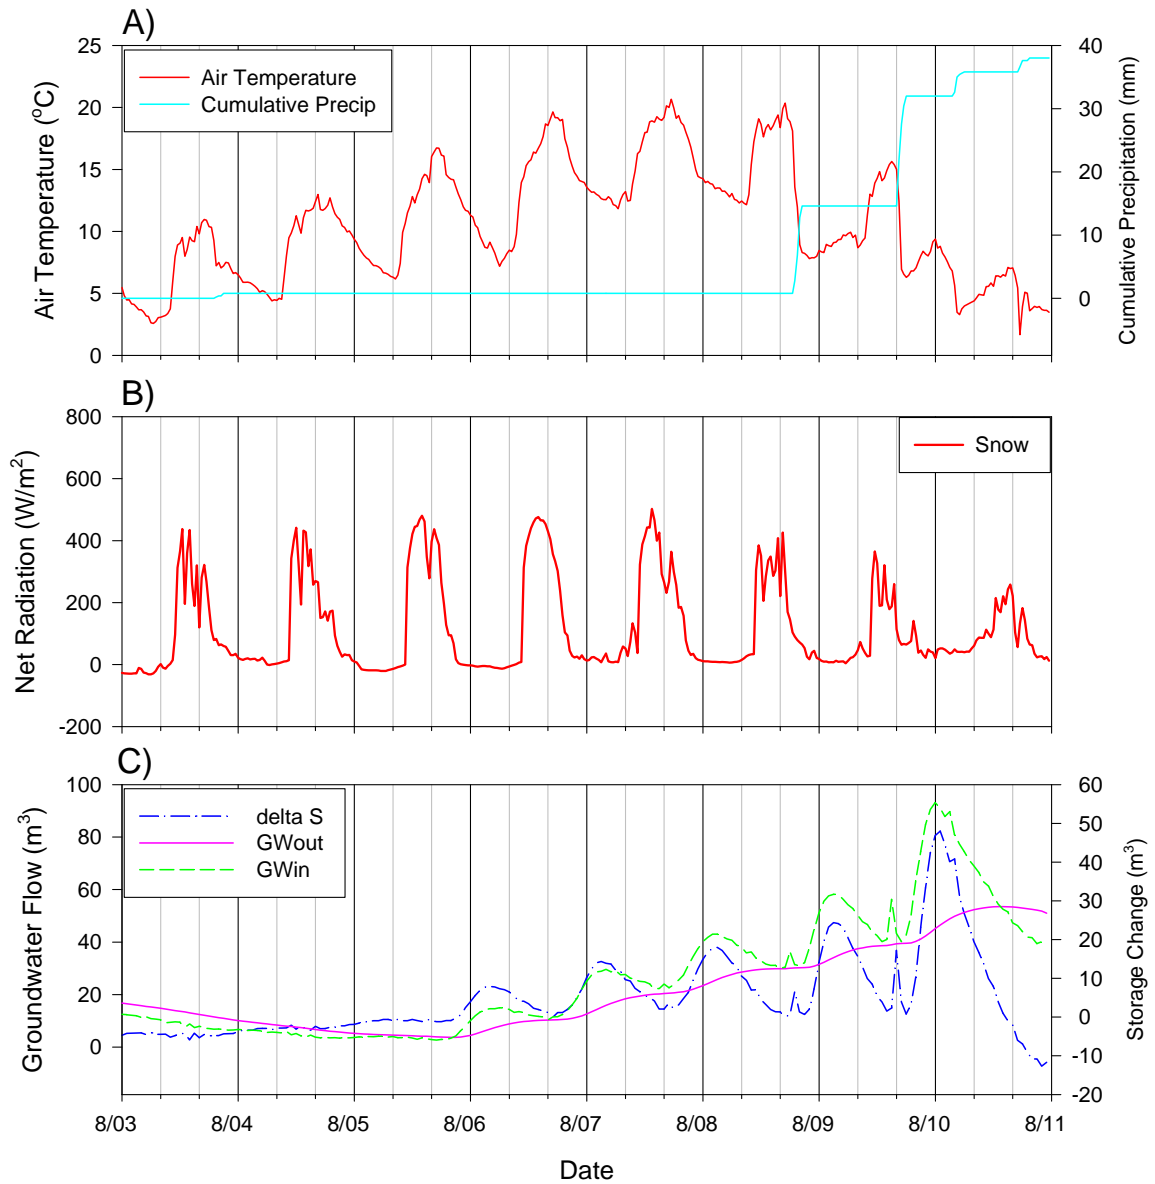 A)
25
20
15
10
5
0
Air Temperature (°C)
Air Temperature
Cumulative Precip
40
30
20
10
0
Cumulative Precipitation (mm)
B)
800
600
400
200
0
-200
Net Radiation (W/m²)
Snow
C)
100
80
60
40
20
0
Groundwater Flow (m³)
delta S
GWout
GWin
60
50
40
30
20
10
0
-10
-20
Storage Change (m³)
8/03 8/04 8/05 8/06 8/07 8/08 8/09 8/10 8/11
Date